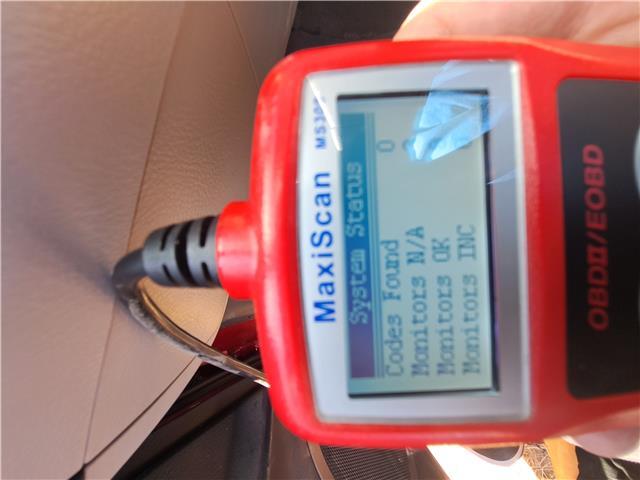 MaxiScan
System Status
Codes Found 0
Monitors N/A
Monitors OK
Monitors INC
OBDII/EOBD